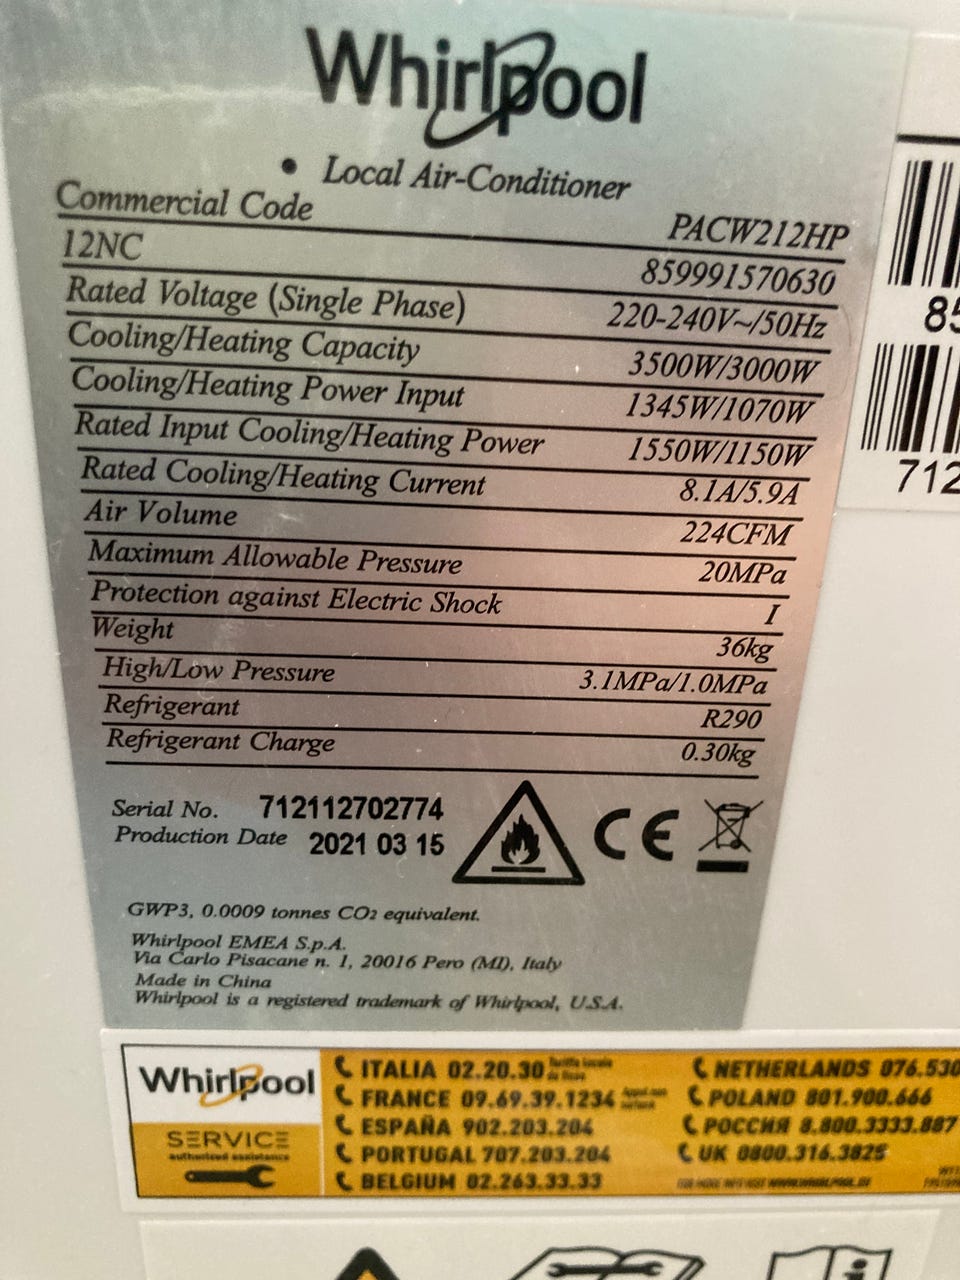 Whirlpool
• Local Air-Conditioner
Commercial Code PACW212HP
12NC 859991570630
Rated Voltage (Single Phase) 220-240V~/50Hz
Cooling/Heating Capacity 3500W/3000W
Cooling/Heating Power Input 1345W/1070W
Rated Input Cooling/Heating Power 1550W/1150W
Rated Cooling/Heating Current 8.1A/5.9A
Air Volume 224CFM
Maximum Allowable Pressure 20MPa
Protection against Electric Shock I
Weight 36kg
High/Low Pressure 3.1MPa/1.0MPa
Refrigerant R290
Refrigerant Charge 0.30kg
Serial No. 712112702774
Production Date 2021 03 15
CE
GWP3, 0.0009 tonnes CO2 equivalent.
Whirlpool EMEA S.p.A.
Via Carlo Pisacane n. 1, 20016 Pero (MI), Italy
Made in China
Whirlpool is a registered trademark of Whirlpool, U.S.A.
85
712
Whirlpool
SERVICE
authorized assistance
ITALIA 02.20.30
FRANCE 09.69.39.1234
ESPAÑA 902.203.204
PORTUGAL 707.203.204
BELGIUM 02.263.33.33
NETHERLANDS 076.530
POLAND 801.900.666
РОССИЯ 8.800.3333.887
UK 0800.316.3825